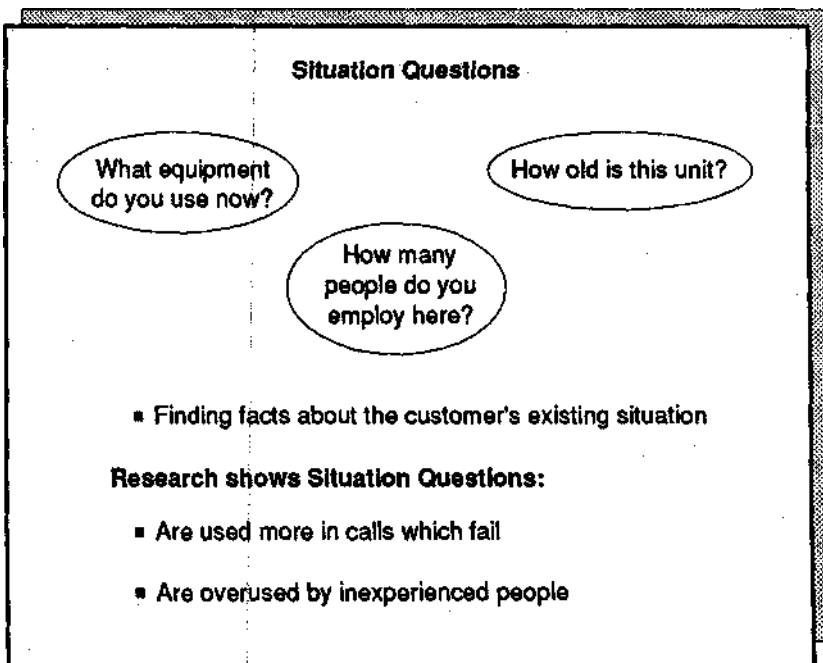 Situation Questions
What equipment
do you use now?
How old is this unit?
How many
people do you
employ here?
▪ Finding facts about the customer's existing situation
Research shows Situation Questions:
▪ Are used more in calls which fail
▪ Are overused by inexperienced people